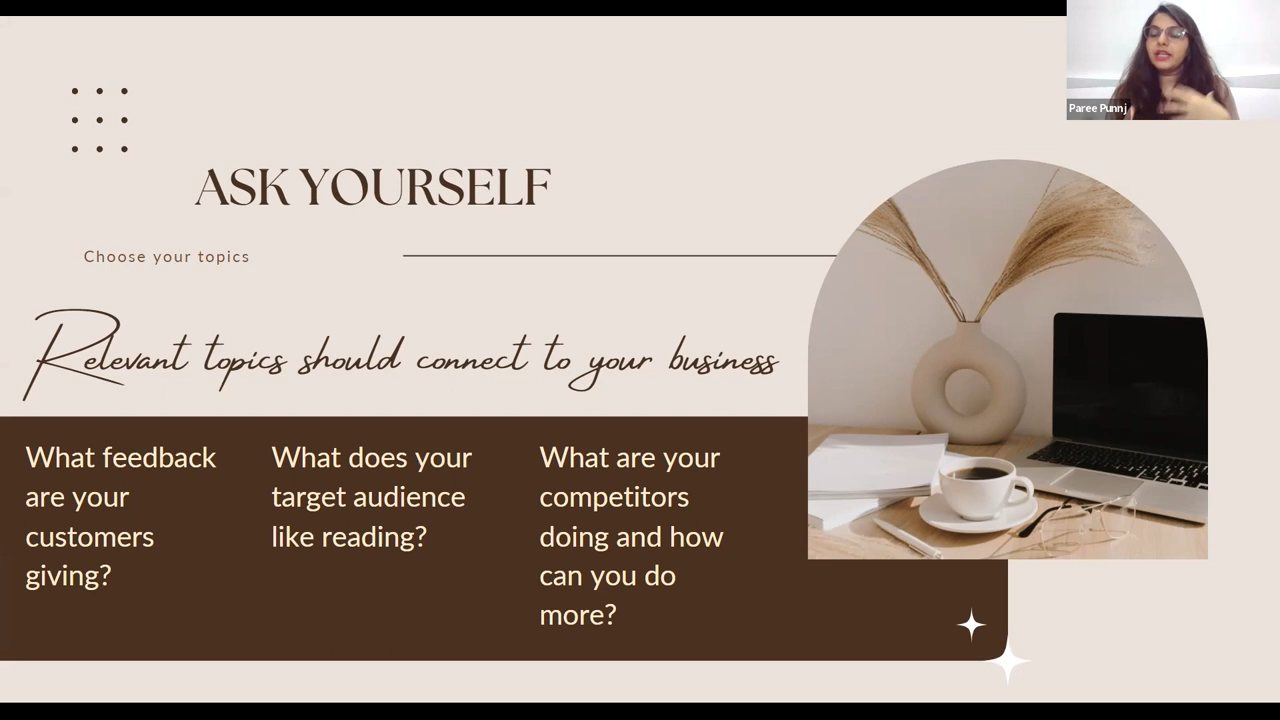 Paree Punnj
ASK YOURSELF
Choose your topics
Relevant topics should connect to your business
What feedback
are your
customers
giving?
What does your
target audience
like reading?
What are your
competitors
doing and how
can you do
more?